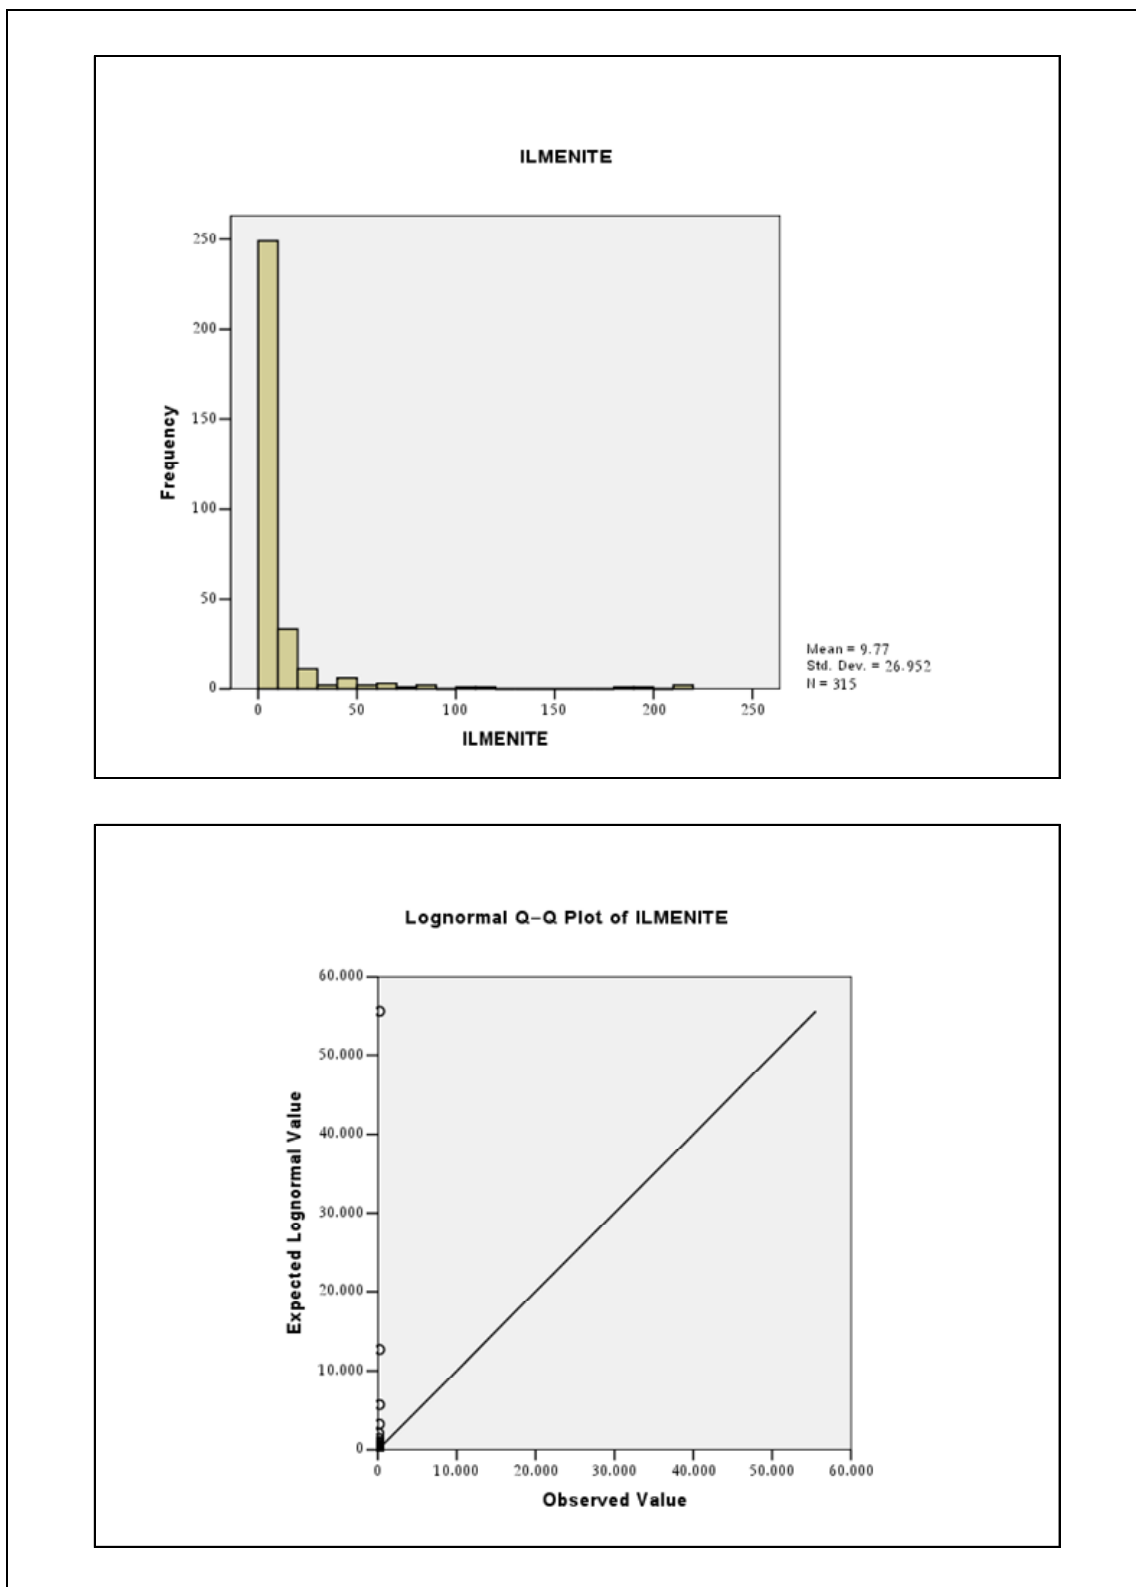 ILMENITE
250
200
150
100
50
0
Frequency
0 50 100 150 200 250
ILMENITE
Mean = 9.77
Std. Dev. = 26.952
N = 315
Lognormal Q–Q Plot of ILMENITE
60.000
50.000
40.000
30.000
20.000
10.000
0
Expected Lognormal Value
0 10.000 20.000 30.000 40.000 50.000 60.000
Observed Value